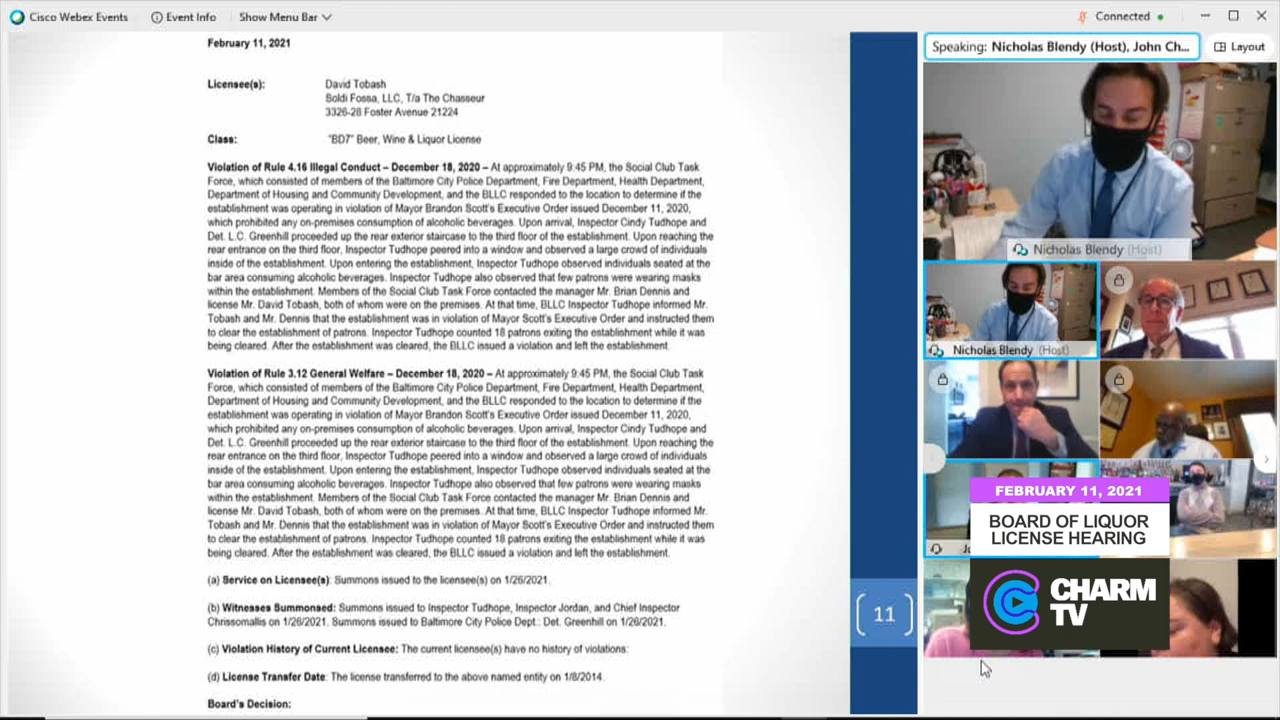 Cisco Webex Events
Event Info
Show Menu Bar
Connected
February 11, 2021
Licensee(s):
David Tobash
Soldi Fossa, LLC, T/a The Chasseur
3326-28 Foster Avenue 21224
Class:
"BD7" Beer, Wine & Liquor License
Violation of Rule 4.16 Illegal Conduct – December 18, 2020 – At approximately 9:45 PM, the Social Club Task
Force, which consisted of members of the Baltimore City Police Department, Fire Department, Health Department,
Department of Housing and Community Development, and the BLLC responded to the location to determine if the
establishment was operating in violation of Mayor Brandon Scott's Executive Order issued December 11, 2020,
which prohibited any on-premises consumption of alcoholic beverages. Upon arrival, Inspector Cindy Tudhope and
Det. L.C. Greenhill proceeded up the rear exterior staircase to the third floor of the establishment. Upon reaching the
rear entrance on the third floor, Inspector Tudhope peered into a window and observed a large crowd of individuals
inside of the establishment. Upon entering the establishment, Inspector Tudhope observed individuals seated at the
bar area consuming alcoholic beverages. Inspector Tudhope also observed that few patrons were wearing masks
within the establishment. Members of the Social Club Task Force contacted the manager Mr. Brian Dennis and
license Mr. David Tobash, both of whom were on the premises. At that time, BLLC Inspector Tudhope informed Mr.
Tobash and Mr. Dennis that the establishment was in violation of Mayor Scott's Executive Order and instructed them
to clear the establishment of patrons. Inspector Tudhope counted 18 patrons exiting the establishment while it was
being cleared. After the establishment was cleared, the BLLC issued a violation and left the establishment.
Violation of Rule 3.12 General Welfare – December 18, 2020 – At approximately 9:45 PM, the Social Club Task
Force, which consisted of members of the Baltimore City Police Department, Fire Department, Health Department,
Department of Housing and Community Development, and the BLLC responded to the location to determine if the
establishment was operating in violation of Mayor Brandon Scott's Executive Order issued December 11, 2020,
which prohibited any on-premises consumption of alcoholic beverages. Upon arrival, Inspector Cindy Tudhope and
Det. L.C. Greenhill proceeded up the rear exterior staircase to the third floor of the establishment. Upon reaching the
rear entrance on the third floor, Inspector Tudhope peered into a window and observed a large crowd of individuals
inside of the establishment. Upon entering the establishment, Inspector Tudhope observed individuals seated at the
bar area consuming alcoholic beverages. Inspector Tudhope also observed that few patrons were wearing masks
within the establishment. Members of the Social Club Task Force contacted the manager Mr. Brian Dennis and
license Mr. David Tobash, both of whom were on the premises. At that time, BLLC Inspector Tudhope informed Mr.
Tobash and Mr. Dennis that the establishment was in violation of Mayor Scott's Executive Order and instructed them
to clear the establishment of patrons. Inspector Tudhope counted 18 patrons exiting the establishment while it was
being cleared. After the establishment was cleared, the BLLC issued a violation and left the establishment.
(a) Service on Licensee(s): Summons issued to the licensee(s) on 1/26/2021.
(b) Witnesses Summonsed: Summons issued to Inspector Tudhope, Inspector Jordan, and Chief Inspector
Chrissomallis on 1/26/2021. Summons issued to Baltimore City Police Dept.: Det. Greenhill on 1/26/2021.
(c) Violation History of Current Licensee: The current licensee(s) have no history of violations:
(d) License Transfer Date: The license transferred to the above named entity on 1/8/2014.
Board's Decision:
11
Speaking: Nicholas Blendy (Host), John Ch...
Layout
Nicholas Blendy (Host)
Nicholas Blendy (Host)
FEBRUARY 11, 2021
BOARD OF LIQUOR
LICENSE HEARING
CHARM
TV